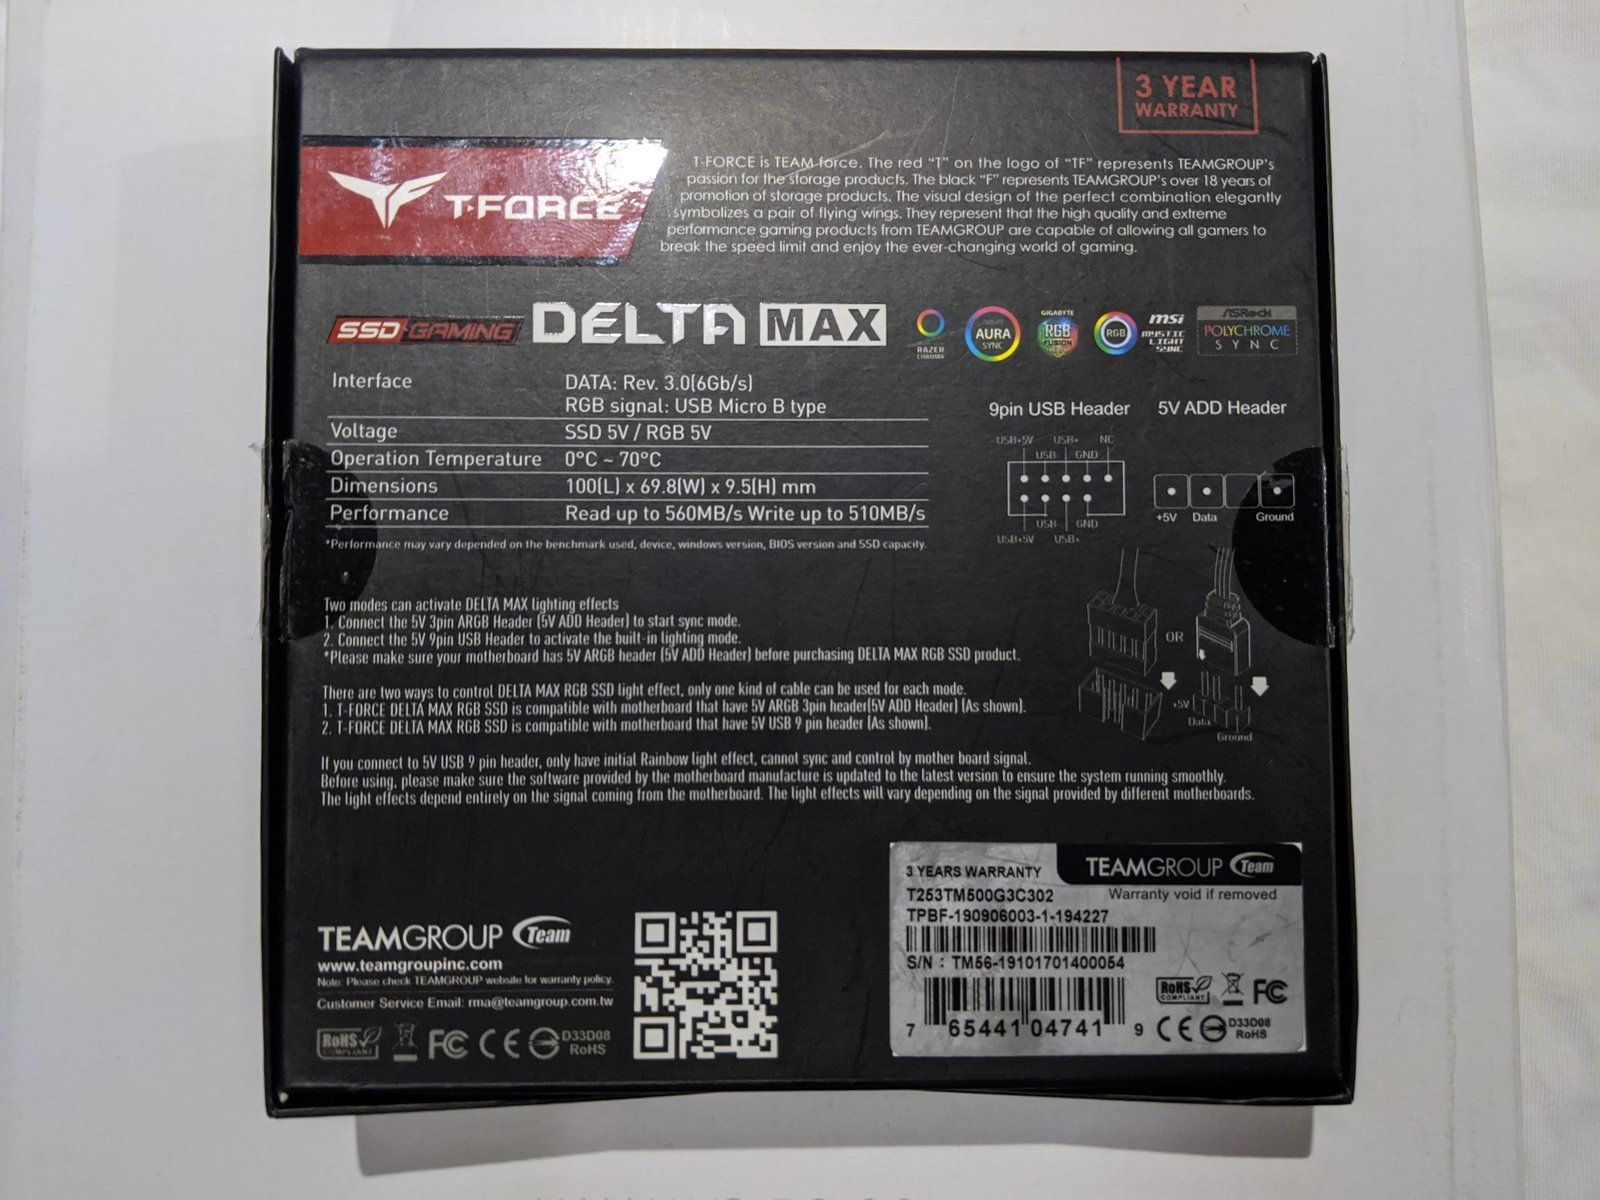 3 YEAR
WARRANTY
T-FORCE
T-FORCE is TEAM force. The red "T" on the logo of "TF" represents TEAMGROUP's
passion for the storage products. The black "F" represents TEAMGROUP's over 18 years of
promotion of storage products. The visual design of the perfect combination elegantly
symbolizes a pair of flying wings. They represent that the high quality and extreme
performance gaming products from TEAMGROUP are capable of allowing all gamers to
break the speed limit and enjoy the ever-changing world of gaming.
SSD GAMING DELTA MAX
RAZER
CHROMA
AURA
SYNC
GIGABYTE
RGB
FUSION
RGB
msi
MYSTIC
LIGHT
SYNC
ASRock
POLYCHROME
SYNC
Interface DATA: Rev. 3.0(6Gb/s)
RGB signal: USB Micro B type
Voltage SSD 5V / RGB 5V
Operation Temperature 0°C ~ 70°C
Dimensions 100(L) x 69.8(W) x 9.5(H) mm
Performance Read up to 560MB/s Write up to 510MB/s
*Performance may vary depended on the benchmark used, device, windows version, BIOS version and SSD capacity.
9pin USB Header 5V ADD Header
USB+5V USB+ NC
USB- GND
USB- GND
USB+5V USB+
+5V Data Ground
Two modes can activate DELTA MAX lighting effects
1. Connect the 5V 3pin ARGB Header (5V ADD Header) to start sync mode.
2. Connect the 5V 9pin USB Header to activate the built-in lighting mode.
*Please make sure your motherboard has 5V ARGB header (5V ADD Header) before purchasing DELTA MAX RGB SSD product.
OR
+5V
Data
Ground
There are two ways to control DELTA MAX RGB SSD light effect, only one kind of cable can be used for each mode.
1. T-FORCE DELTA MAX RGB SSD is compatible with motherboard that have 5V ARGB 3pin header(5V ADD Header) (As shown).
2. T-FORCE DELTA MAX RGB SSD is compatible with motherboard that have 5V USB 9 pin header (As shown).
If you connect to 5V USB 9 pin header, only have initial Rainbow light effect, cannot sync and control by mother board signal.
Before using, please make sure the software provided by the motherboard manufacture is updated to the latest version to ensure the system running smoothly.
The light effects depend entirely on the signal coming from the motherboard. The light effects will vary depending on the signal provided by different motherboards.
TEAMGROUP Team
www.teamgroupinc.com
Note: Please check TEAMGROUP website for warranty policy.
Customer Service Email: rma@teamgroup.com.tw
RoHS
COMPLIANT
FC CE D33D08
RoHS
3 YEARS WARRANTY TEAMGROUP Team
T253TM500G3C302 Warranty void if removed
TPBF-190906003-1-194227
S/N : TM56-19101701400054
RoHS
COMPLIANT
FC
7 65441 04741 9
CE D33D08
RoHS